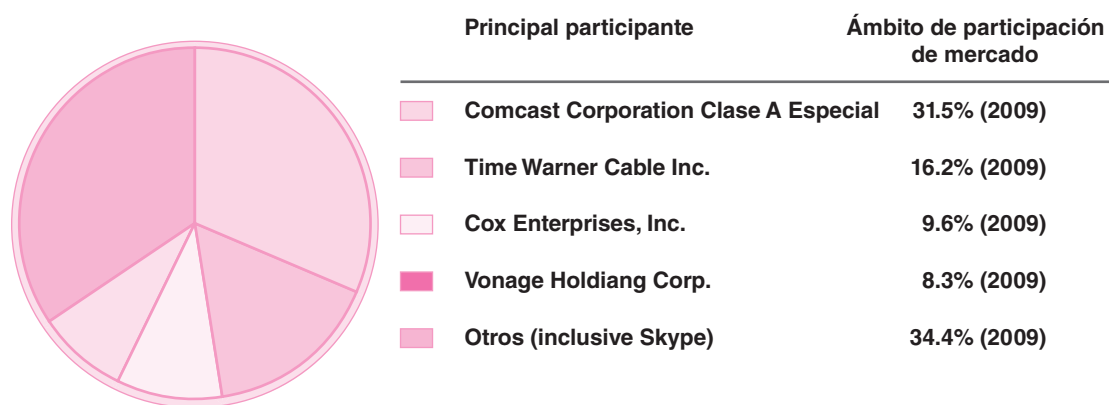 Principal participante Ámbito de participación
de mercado
Comcast Corporation Clase A Especial 31.5% (2009)
Time Warner Cable Inc. 16.2% (2009)
Cox Enterprises, Inc. 9.6% (2009)
Vonage Holdiang Corp. 8.3% (2009)
Otros (inclusive Skype) 34.4% (2009)